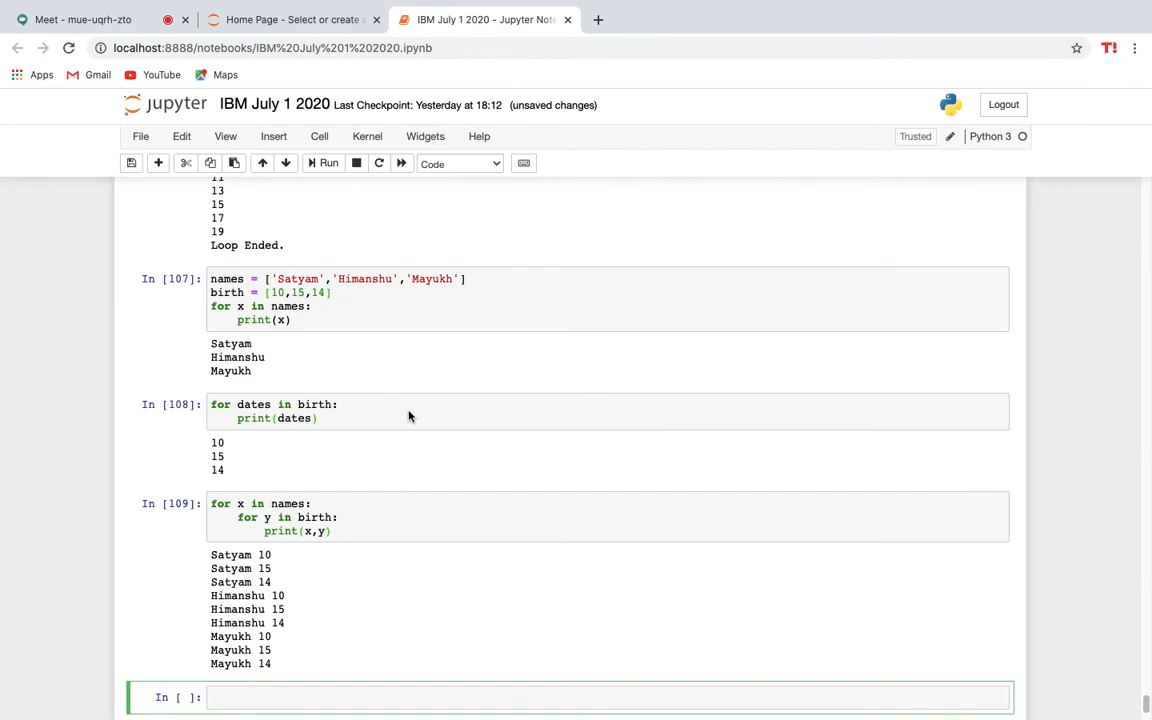 Meet - mue-uqrh-zto
Home Page - Select or create a
IBM July 1 2020 - Jupyter Note
localhost:8888/notebooks/IBM%20July%201%202020.ipynb
T!
Apps Gmail YouTube Maps
jupyter IBM July 1 2020 Last Checkpoint: Yesterday at 18:12 (unsaved changes)
Logout
File Edit View Insert Cell Kernel Widgets Help
Trusted Python 3
Run Code
11
13
15
17
19
Loop Ended.
In [107]: names = ['Satyam','Himanshu','Mayukh']
birth = [10,15,14]
for x in names:
print(x)
Satyam
Himanshu
Mayukh
In [108]: for dates in birth:
print(dates)
10
15
14
In [109]: for x in names:
for y in birth:
print(x,y)
Satyam 10
Satyam 15
Satyam 14
Himanshu 10
Himanshu 15
Himanshu 14
Mayukh 10
Mayukh 15
Mayukh 14
In [ ]: